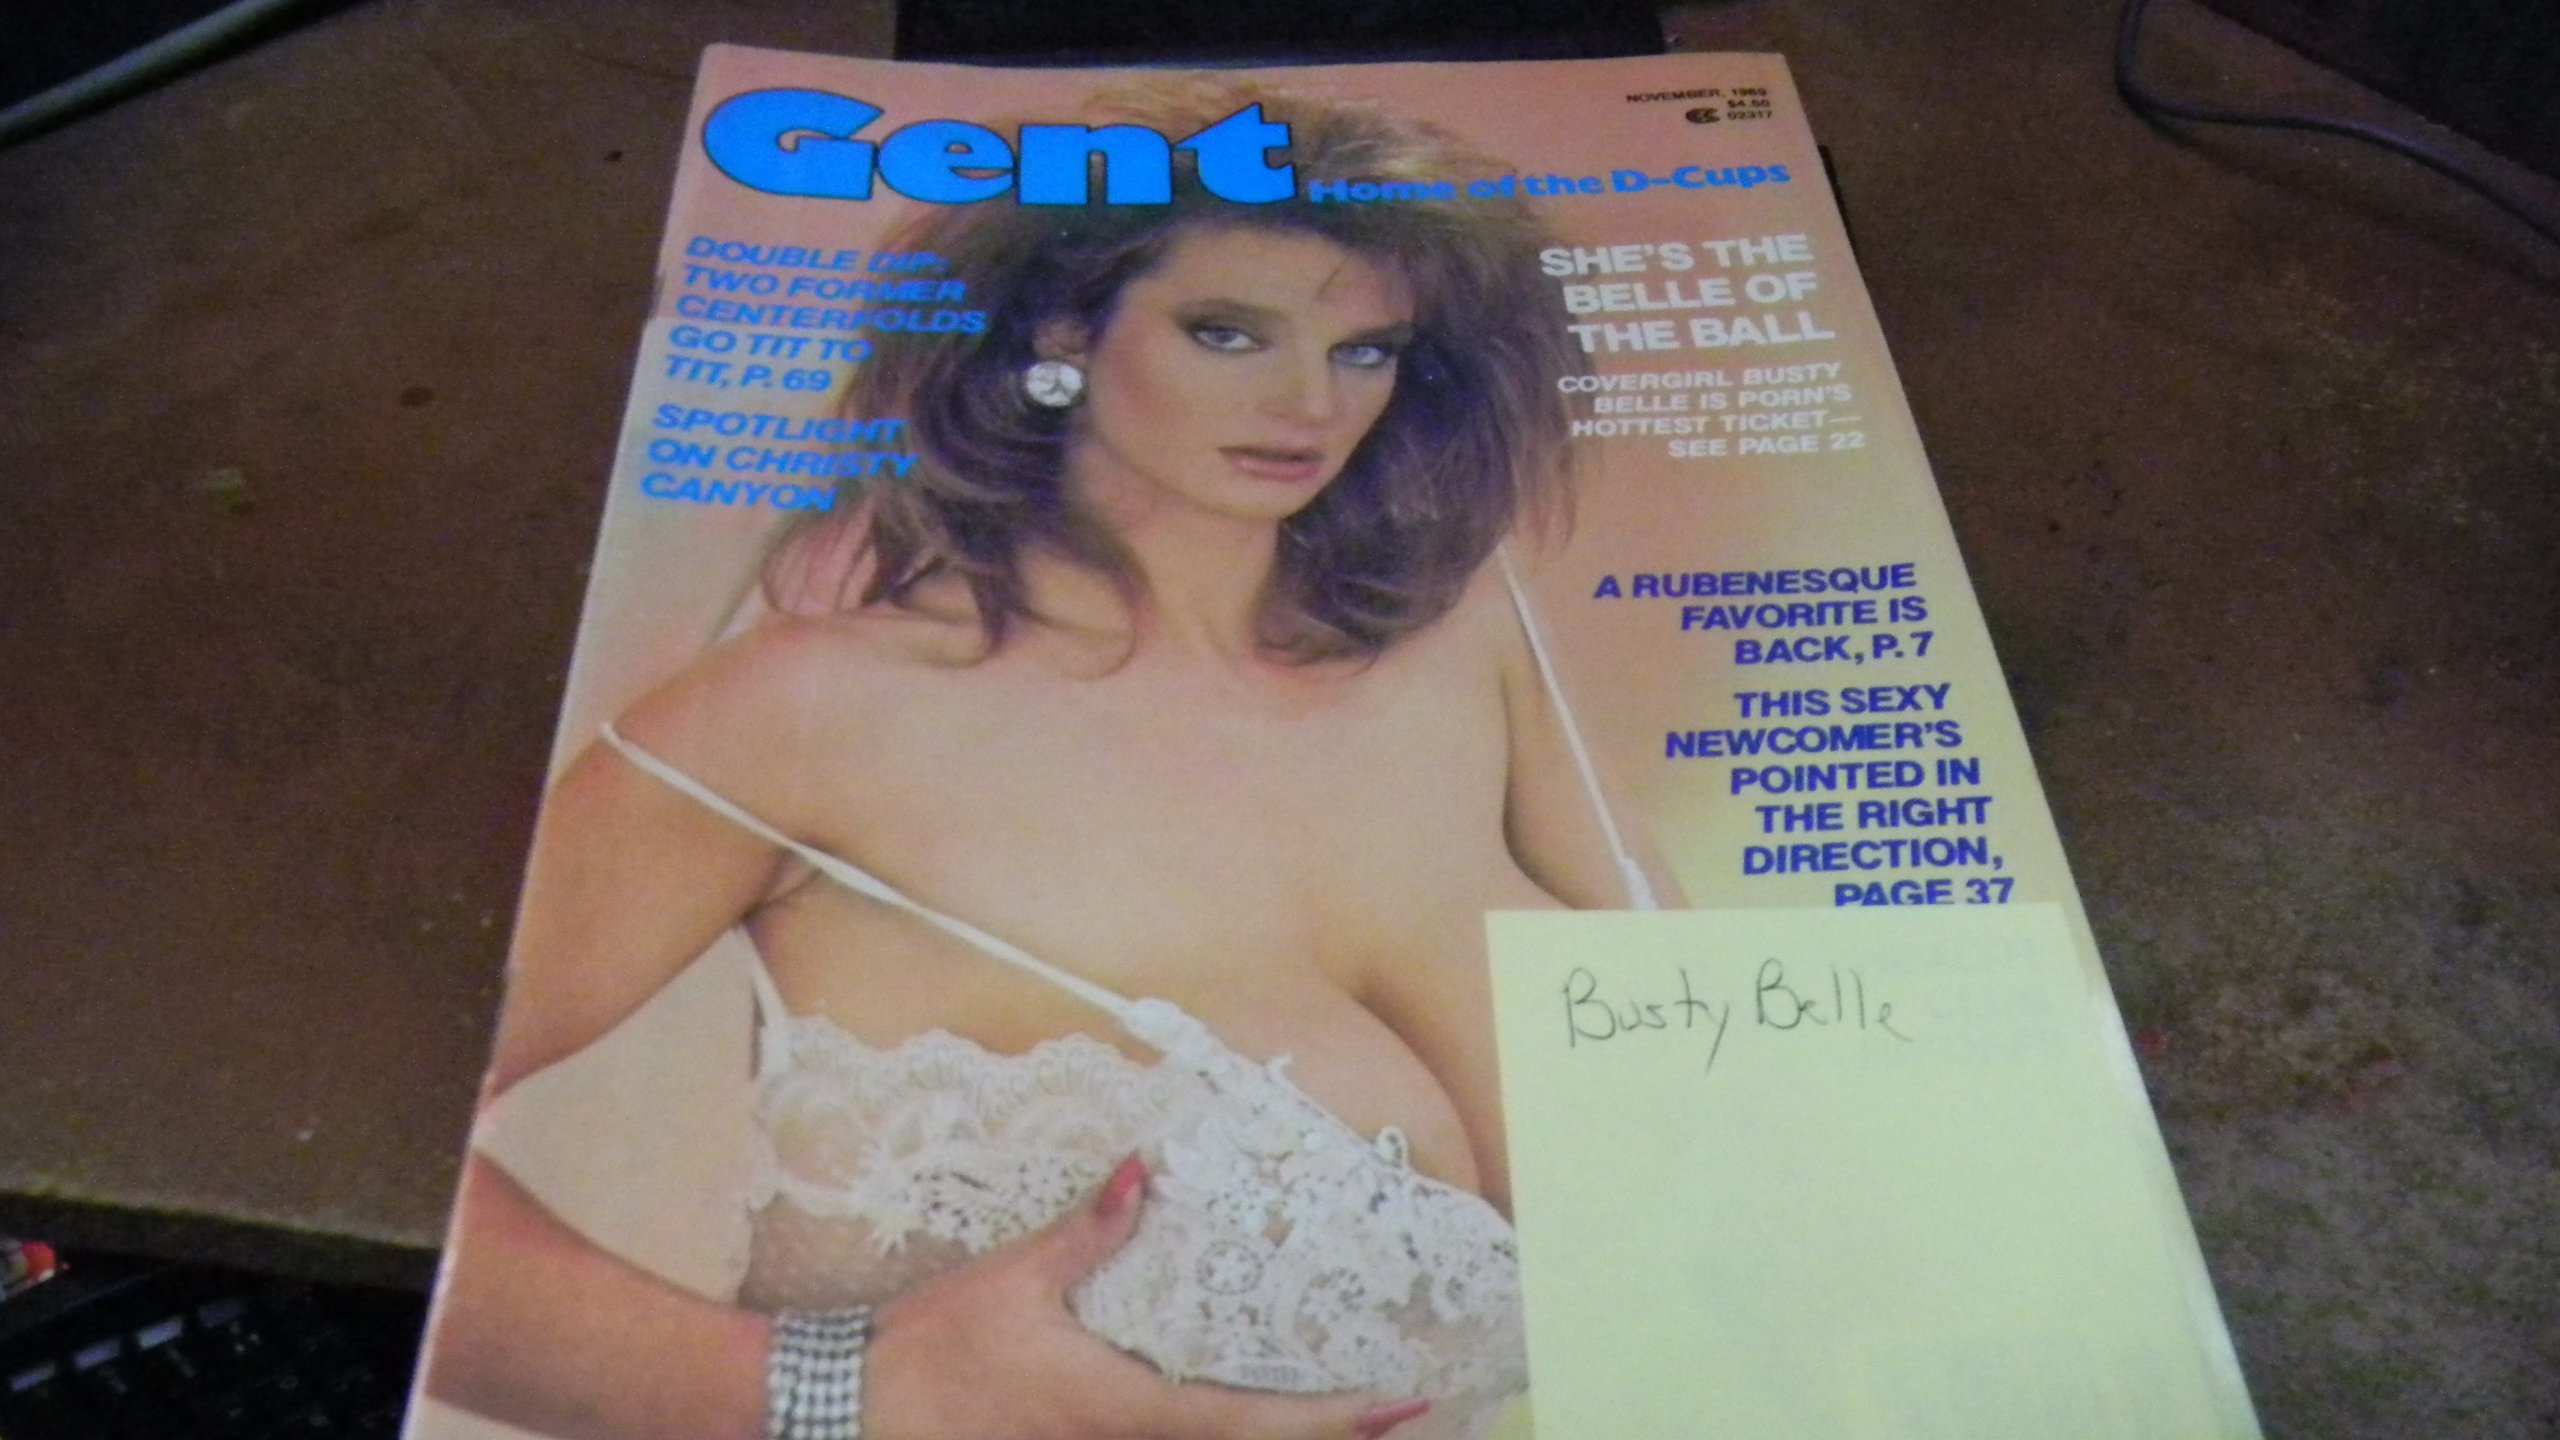 Gent
Home of the D-Cups
NOVEMBER, 1989
$4.50
02317
DOUBLE DIP:
TWO FORMER
CENTERFOLDS
GO TIT TO
TIT, P. 69
SPOTLIGHT
ON CHRISTY
CANYON
SHE'S THE
BELLE OF
THE BALL
COVERGIRL BUSTY
BELLE IS PORN'S
HOTTEST TICKET—
SEE PAGE 22
A RUBENESQUE
FAVORITE IS
BACK, P. 7
THIS SEXY
NEWCOMER'S
POINTED IN
THE RIGHT
DIRECTION,
PAGE 37
Busty Belle